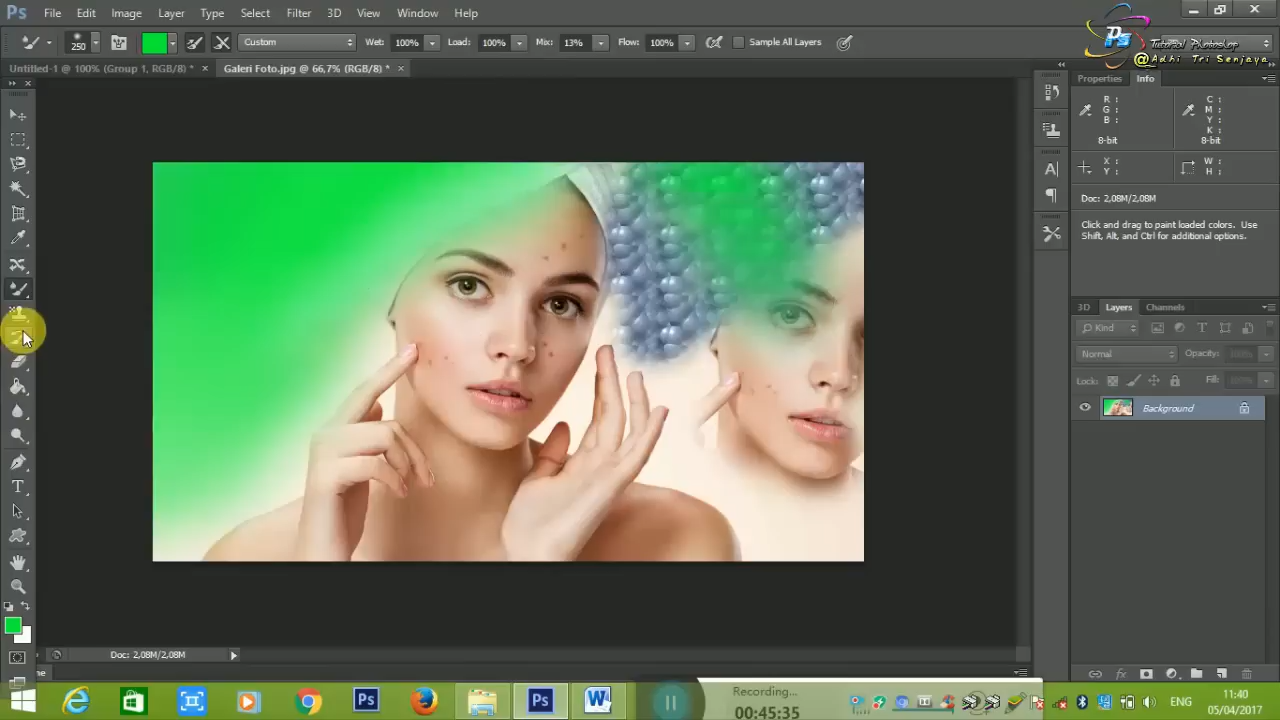 Ps File Edit Image Layer Type Select Filter 3D View Window Help
250 Custom Wet: 100% Load: 100% Mix: 13% Flow: 100% Sample All Layers
Ps Tutorial Photoshop
@Adhi Tri Senjaya
Untitled-1 @ 100% (Group 1, RGB/8) * × Galeri Foto.jpg @ 66,7% (RGB/8) * ×
Properties Info
R : C :
G : M :
B : Y :
K :
8-bit 8-bit
X : W :
Y : H :
Doc: 2,08M/2,08M
Click and drag to paint loaded colors. Use
Shift, Alt, and Ctrl for additional options.
3D Layers Channels
Kind
Normal Opacity: 100%
Lock: Fill: 100%
Background
Doc: 2,08M/2,08M
Recording...
00:45:35
ENG
11:40
05/04/2017